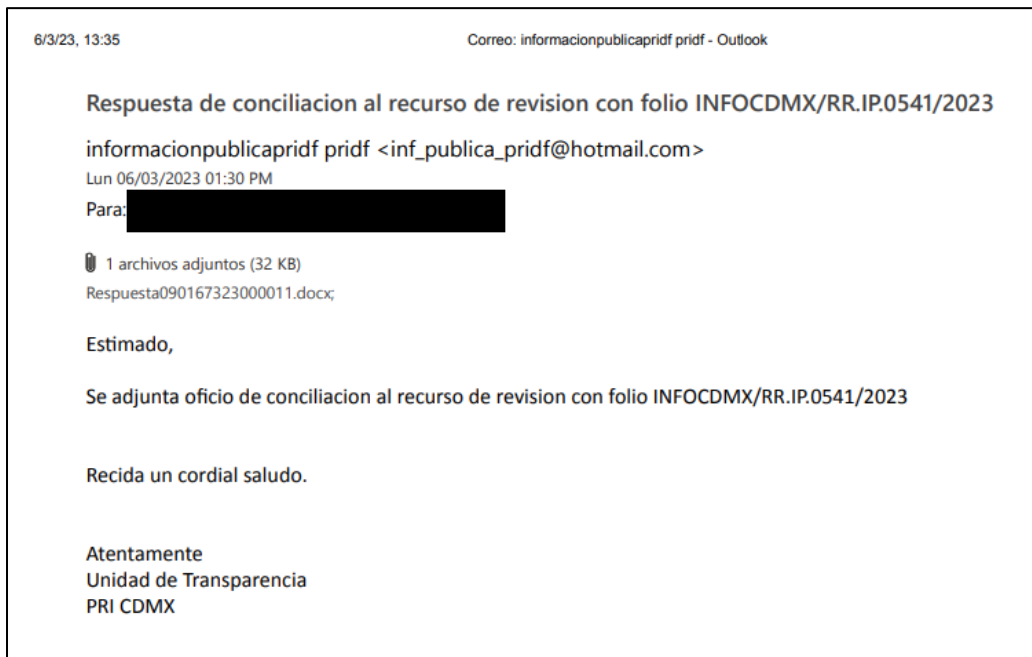 6/3/23, 13:35 Correo: informacionpublicapridf pridf - Outlook
Respuesta de conciliacion al recurso de revision con folio INFOCDMX/RR.IP.0541/2023
informacionpublicapridf pridf <inf_publica_pridf@hotmail.com>
Lun 06/03/2023 01:30 PM
Para:
1 archivos adjuntos (32 KB)
Respuesta090167323000011.docx;
Estimado,
Se adjunta oficio de conciliacion al recurso de revision con folio INFOCDMX/RR.IP.0541/2023
Recida un cordial saludo.
Atentamente
Unidad de Transparencia
PRI CDMX